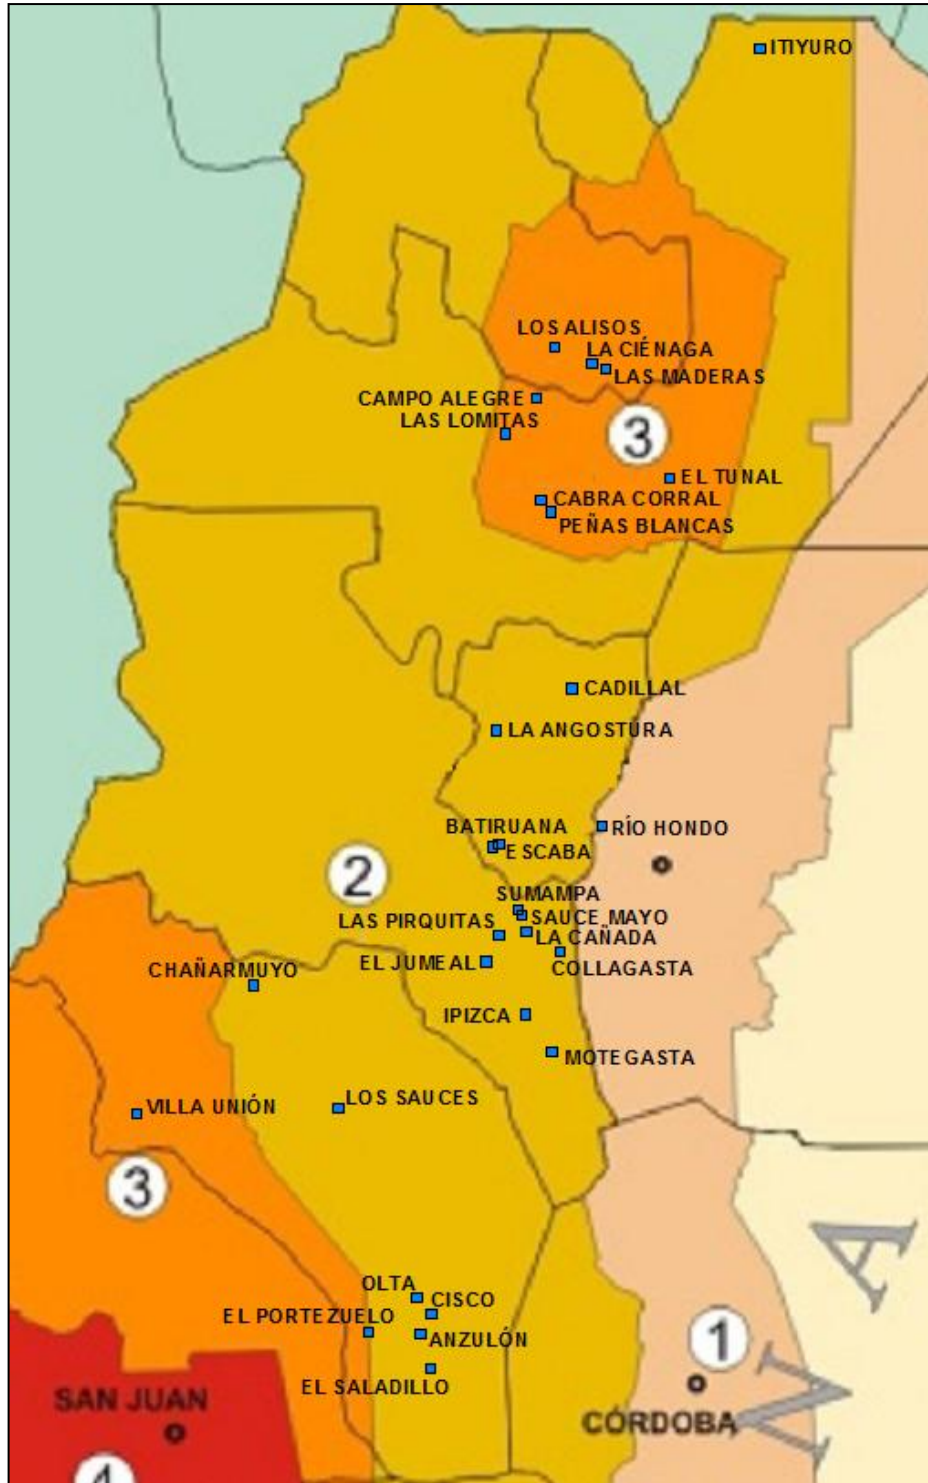 ITIYURO
LOS ALISOS
LA CIÉNAGA
LAS MADERAS
CAMPO ALEGRE
LAS LOMITAS
3
EL TUNAL
CABRA CORRAL
PEÑAS BLANCAS
CADILLAL
LA ANGOSTURA
BATIRUANA
RÍO HONDO
ESCABA
2
SUMAMPA
SAUCE MAYO
LAS PIRQUITAS
LA CAÑADA
CHAÑARMUYO
EL JUMEAL
COLLAGASTA
IPIZCA
MOTEGASTA
VILLA UNIÓN
LOS SAUCES
3
A
OLTA
CISCO
EL PORTEZUELO
ANZULÓN
1
EL SALADILLO
N
SAN JUAN
CÓRDOBA
4